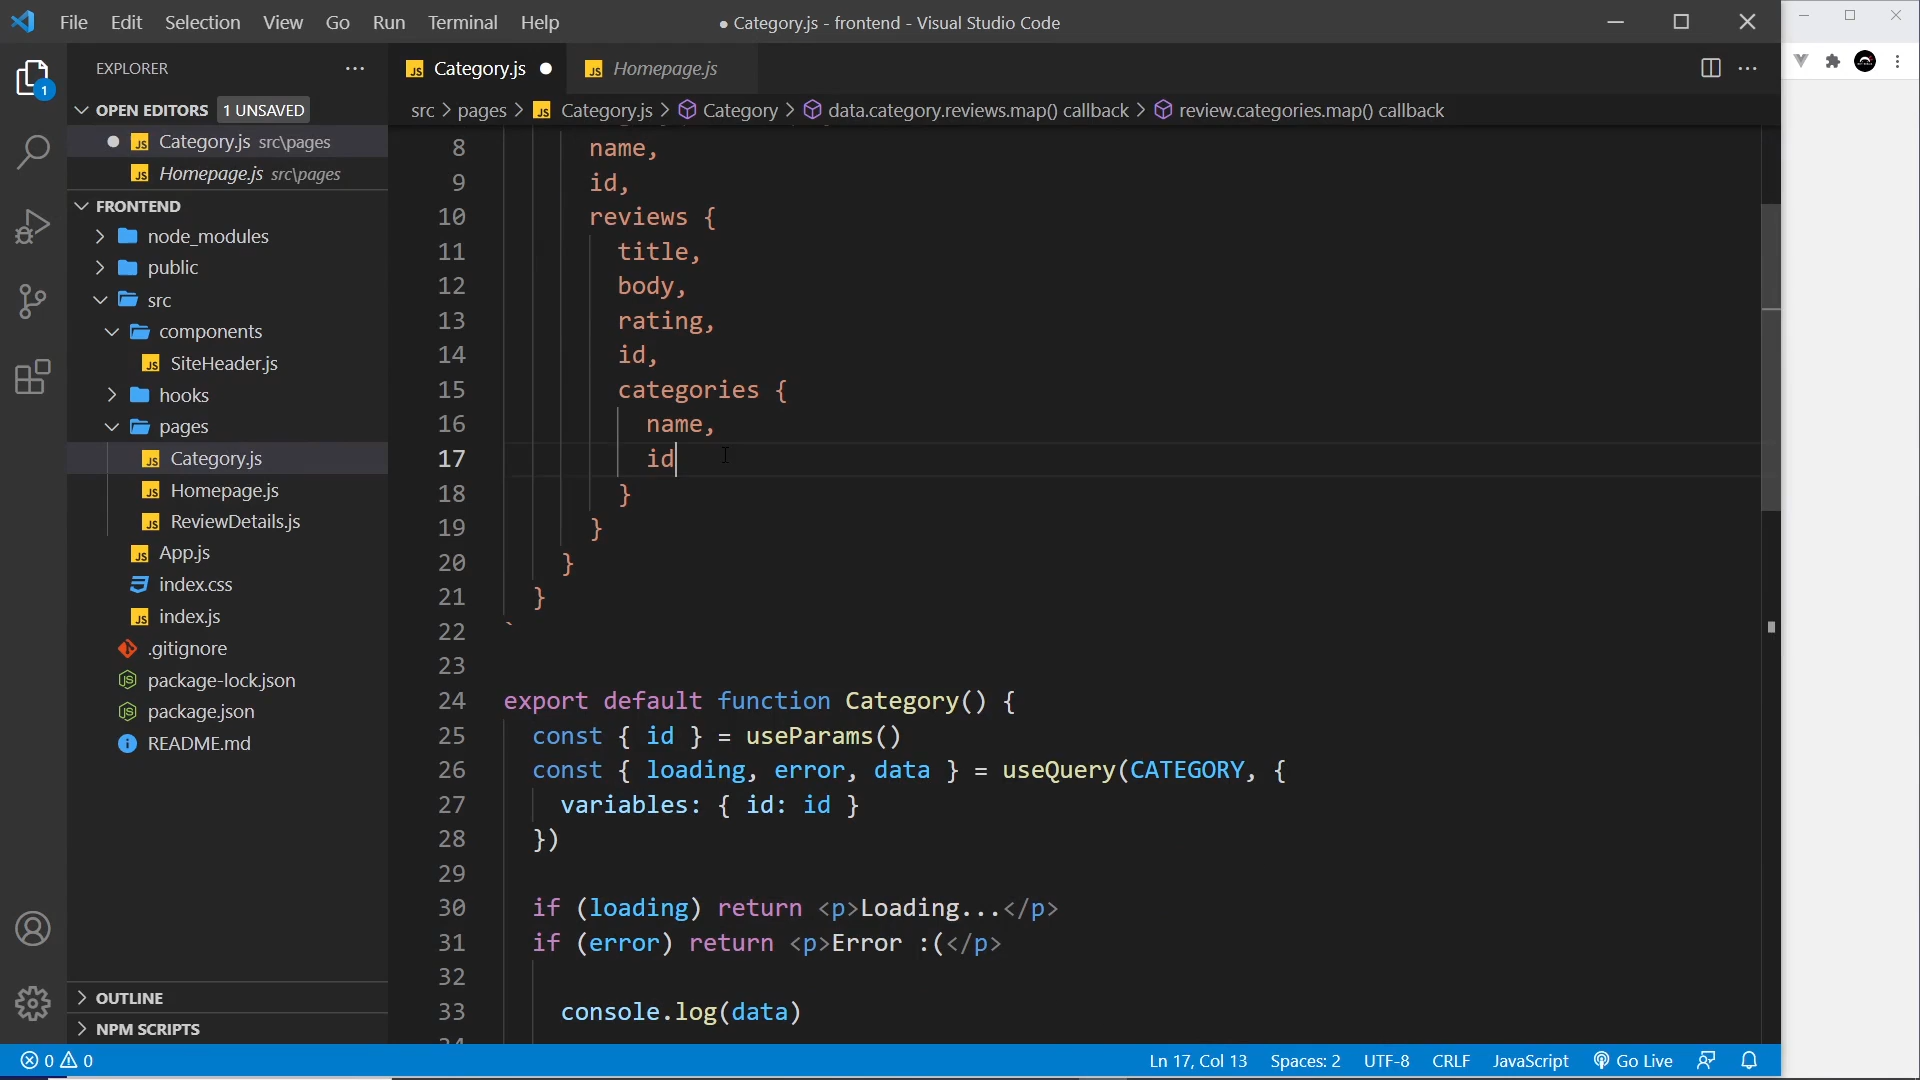 File Edit Selection View Go Run Terminal Help
● Category.js - frontend - Visual Studio Code
EXPLORER
OPEN EDITORS 1 UNSAVED
Category.js src\pages
Homepage.js src\pages
FRONTEND
node_modules
public
src
components
SiteHeader.js
hooks
pages
Category.js
Homepage.js
ReviewDetails.js
App.js
index.css
index.js
.gitignore
package-lock.json
package.json
README.md
OUTLINE
NPM SCRIPTS
1
JS Category.js ●
JS Homepage.js
src > pages > JS Category.js > Category > data.category.reviews.map() callback > review.categories.map() callback
8 name,
9 id,
10 reviews {
11 title,
12 body,
13 rating,
14 id,
15 categories {
16 name,
17 id
18 }
19 }
20 }
21 }
22 `
23
24 export default function Category() {
25 const { id } = useParams()
26 const { loading, error, data } = useQuery(CATEGORY, {
27 variables: { id: id }
28 })
29
30 if (loading) return <p>Loading...</p>
31 if (error) return <p>Error :(</p>
32
33 console.log(data)
0 0
Ln 17, Col 13 Spaces: 2 UTF-8 CRLF JavaScript Go Live